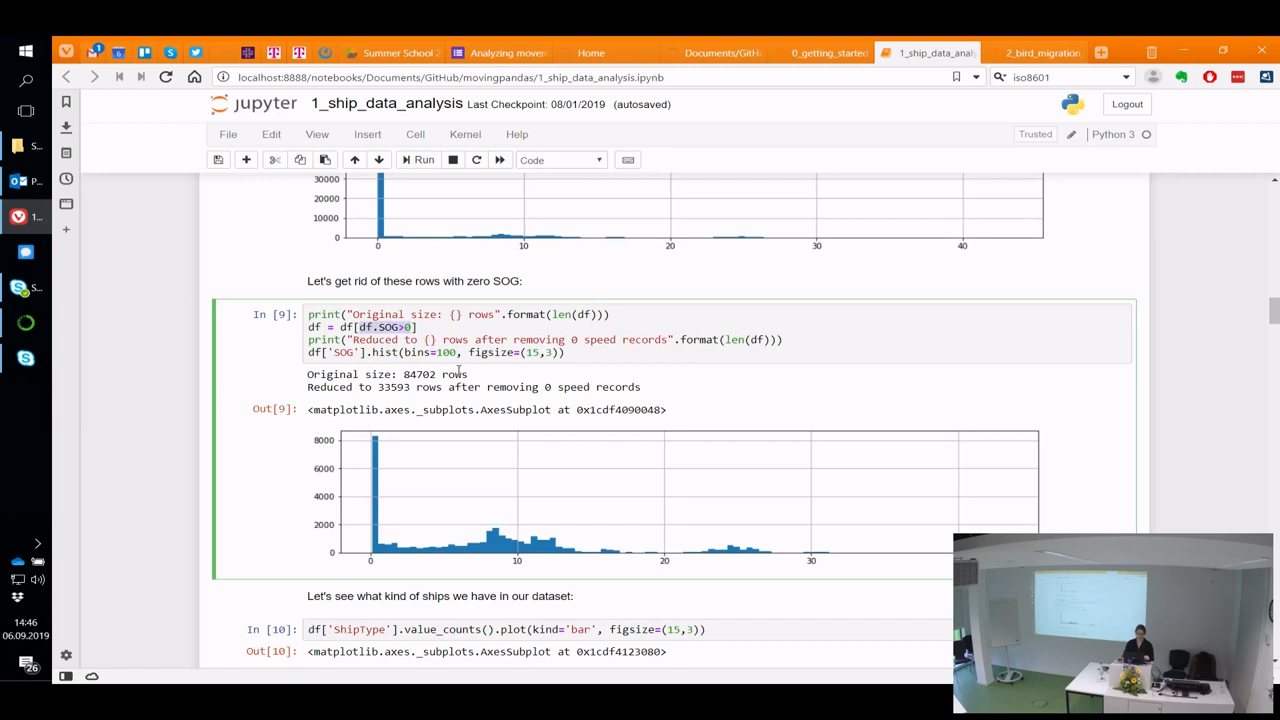 1
6
Summer School 2
Analyzing movem
Home
Documents/GitH
0_getting_started
1_ship_data_analy
2_bird_migration
localhost:8888/notebooks/Documents/GitHub/movingpandas/1_ship_data_analysis.ipynb
iso8601
jupyter 1_ship_data_analysis Last Checkpoint: 08/01/2019 (autosaved)
Logout
File Edit View Insert Cell Kernel Help
Trusted
Python 3
Run
Code
S...
P...
1...
S...
30000
20000
10000
0
0 10 20 30 40
Let's get rid of these rows with zero SOG:
In [9]:
print("Original size: {} rows".format(len(df)))
df = df[df.SOG>0]
print("Reduced to {} rows after removing 0 speed records".format(len(df)))
df['SOG'].hist(bins=100, figsize=(15,3))
Original size: 84702 rows
Reduced to 33593 rows after removing 0 speed records
Out[9]:
<matplotlib.axes._subplots.AxesSubplot at 0x1cdf4090048>
8000
6000
4000
2000
0
0 10 20 30
Let's see what kind of ships we have in our dataset:
In [10]:
df['ShipType'].value_counts().plot(kind='bar', figsize=(15,3))
Out[10]:
<matplotlib.axes._subplots.AxesSubplot at 0x1cdf4123080>
14:46
06.09.2019
26